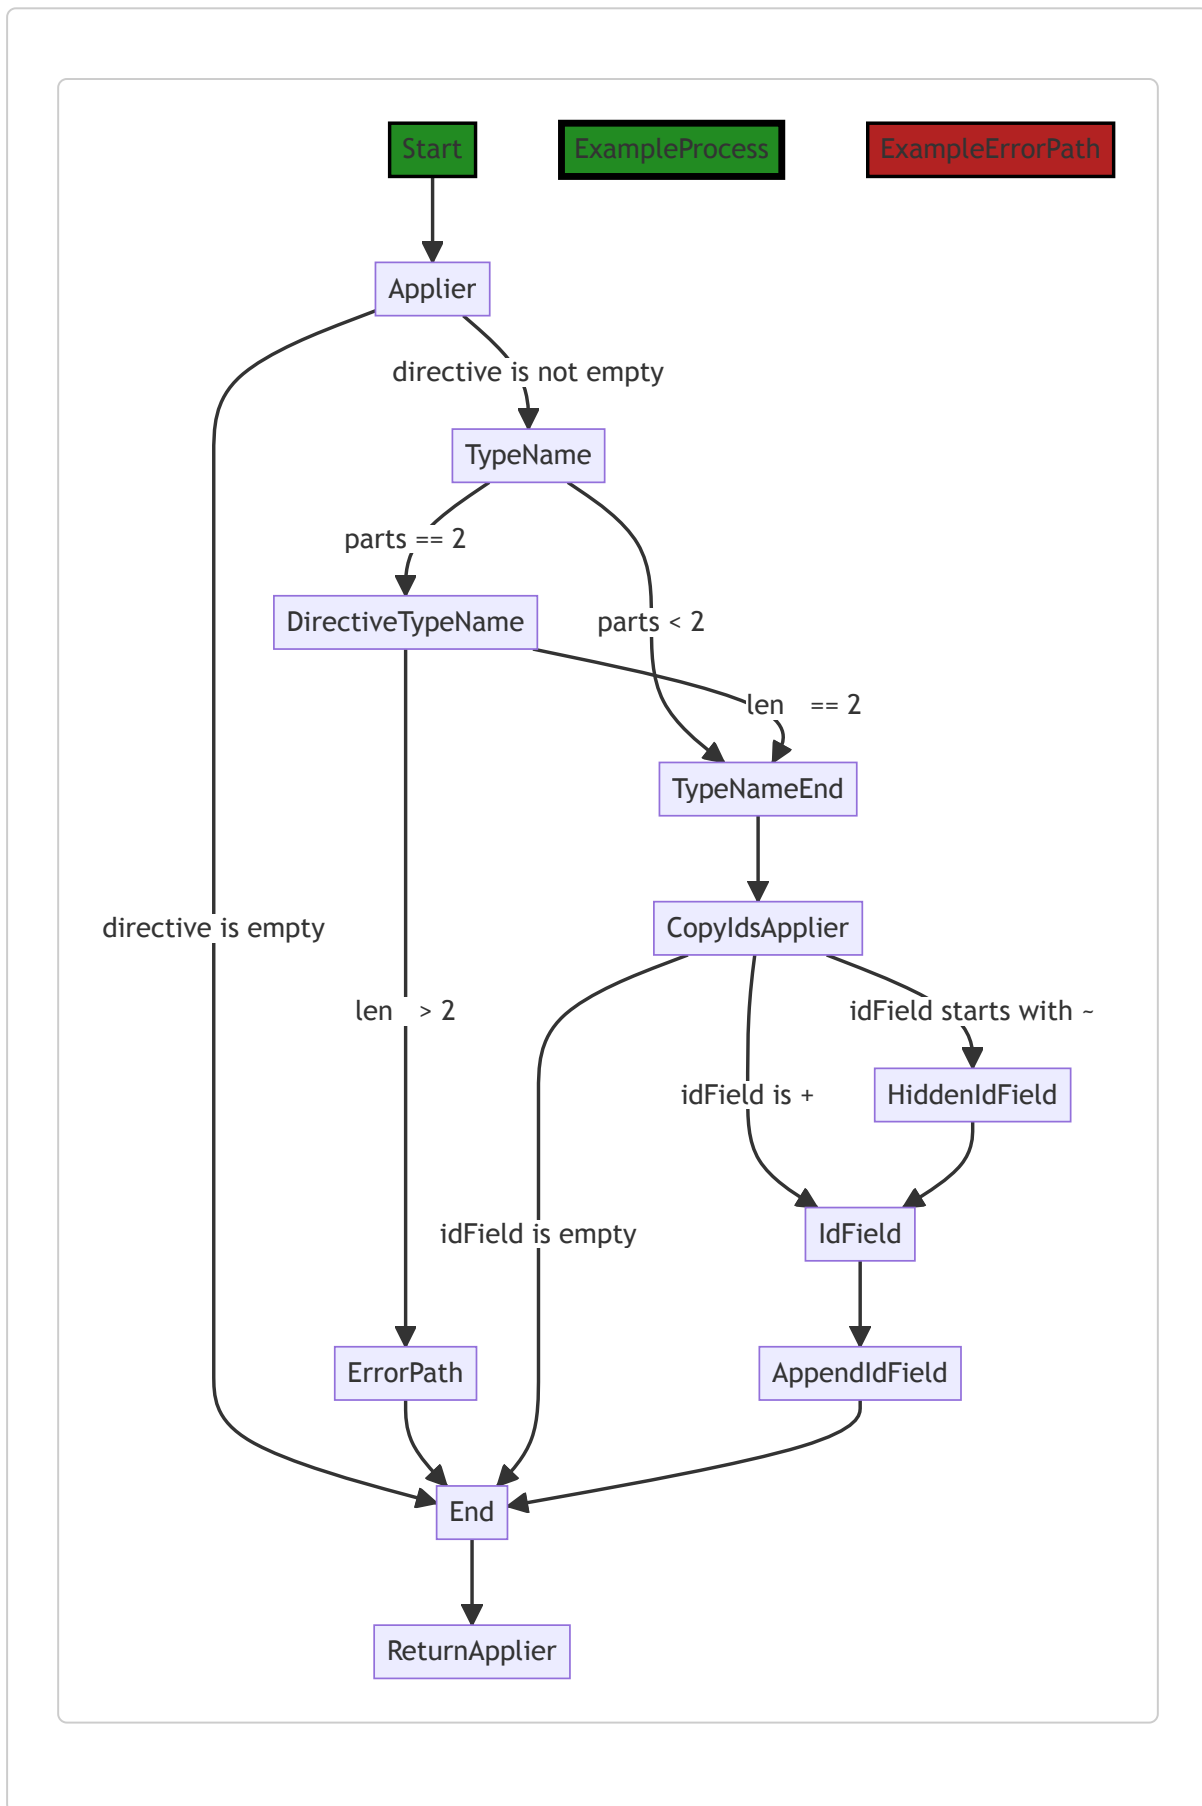 Start
ExampleProcess
ExampleErrorPath
Applier
directive is not empty
TypeName
parts == 2
DirectiveTypeName
parts < 2
len == 2
TypeNameEnd
directive is empty
CopyIdsApplier
len > 2
idField starts with ~
idField is +
HiddenIdField
idField is empty
IdField
ErrorPath
AppendIdField
End
ReturnApplier